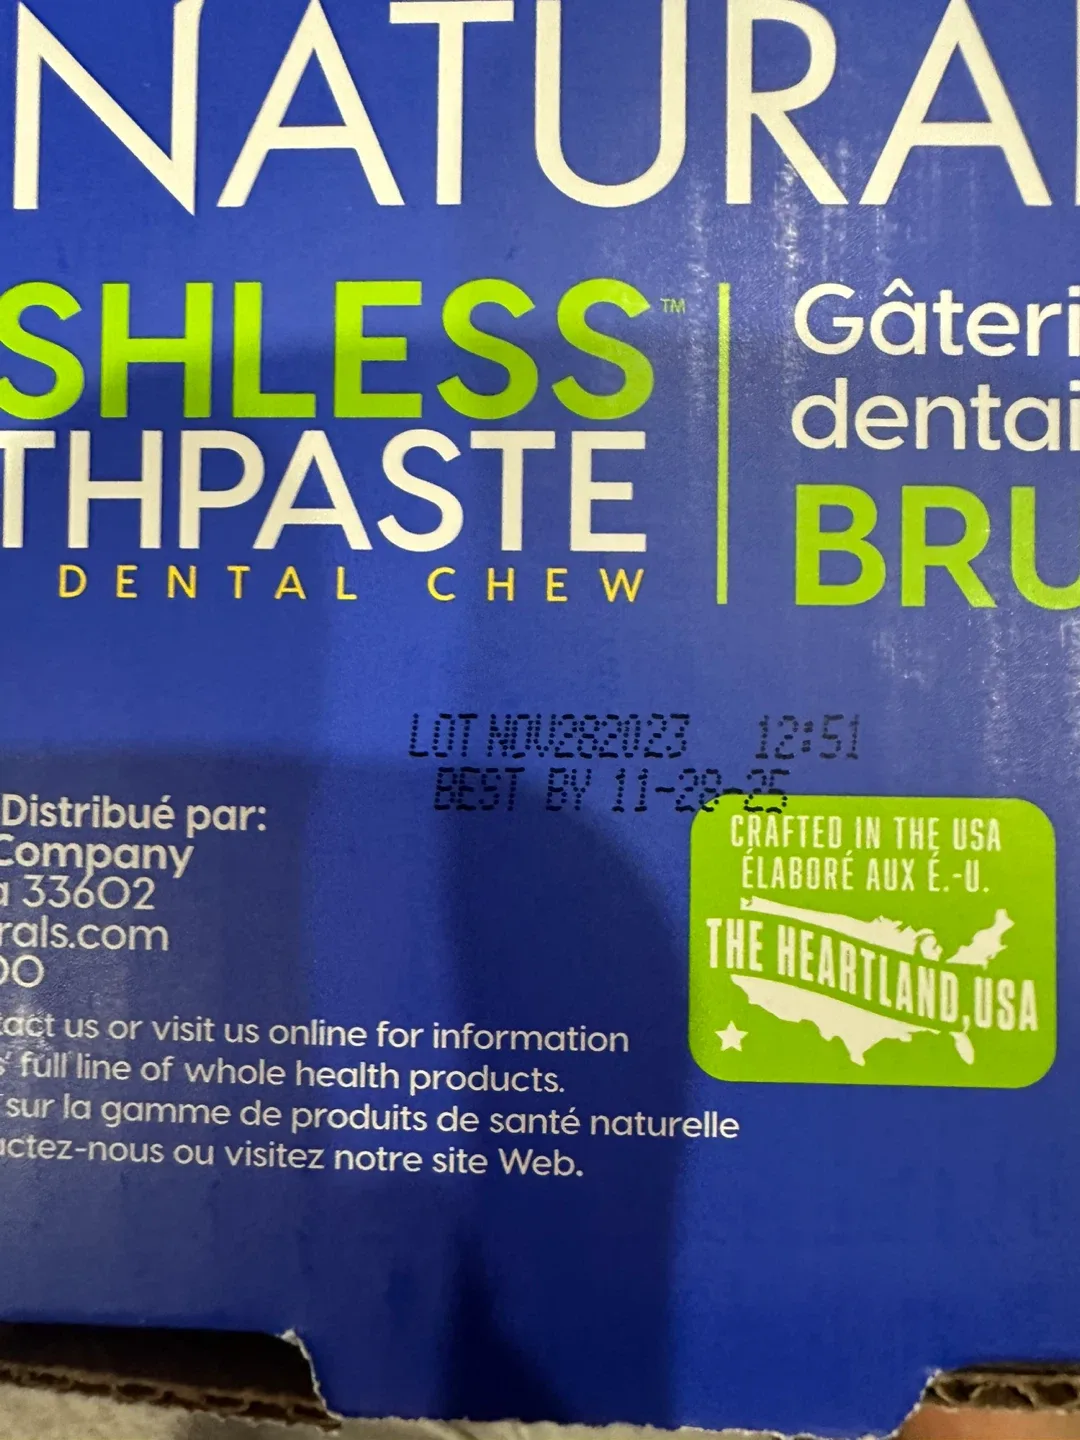 NATURA
SHLESS™
THPASTE
DENTAL CHEW
Gâteri
dentai
BRU
LOT NOV282023 12:51
BEST BY 11-28-25
Distribué par:
Company
a 33602
rals.com
00
tact us or visit us online for information
s' full line of whole health products.
sur la gamme de produits de santé naturelle
actez-nous ou visitez notre site Web.
CRAFTED IN THE USA
ÉLABORÉ AUX É.-U.
THE HEARTLAND, USA